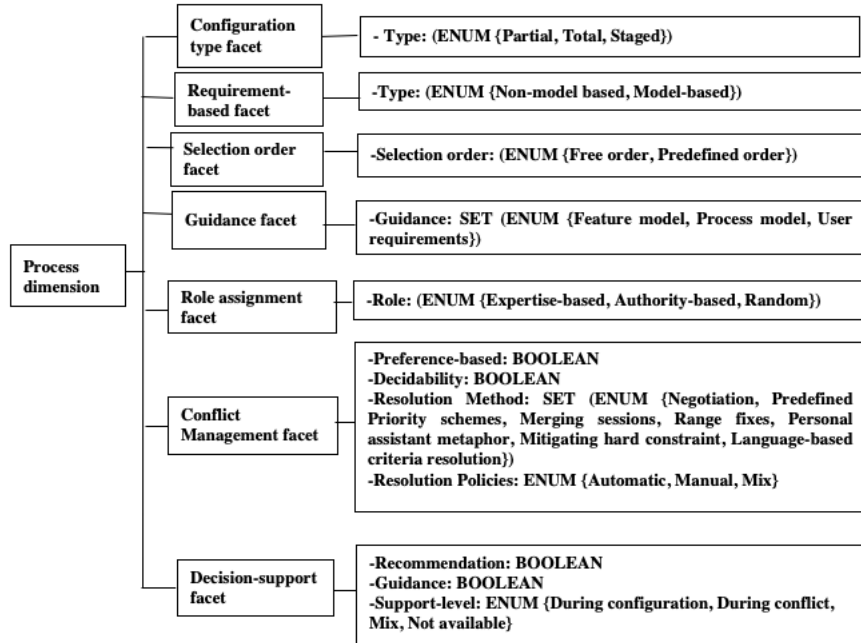 Configuration
type facet
- Type: (ENUM {Partial, Total, Staged})
Requirement-
based facet
-Type: (ENUM {Non-model based, Model-based})
Selection order
facet
-Selection order: (ENUM {Free order, Predefined order})
Guidance facet
-Guidance: SET (ENUM {Feature model, Process model, User
requirements})
Process
dimension
Role assignment
facet
-Role: (ENUM {Expertise-based, Authority-based, Random})
Conflict
Management facet
-Preference-based: BOOLEAN
-Decidability: BOOLEAN
-Resolution Method: SET (ENUM {Negotiation, Predefined
Priority schemes, Merging sessions, Range fixes, Personal
assistant metaphor, Mitigating hard constraint, Language-based
criteria resolution})
-Resolution Policies: ENUM {Automatic, Manual, Mix}
Decision-support
facet
-Recommendation: BOOLEAN
-Guidance: BOOLEAN
-Support-level: ENUM {During configuration, During conflict,
Mix, Not available}